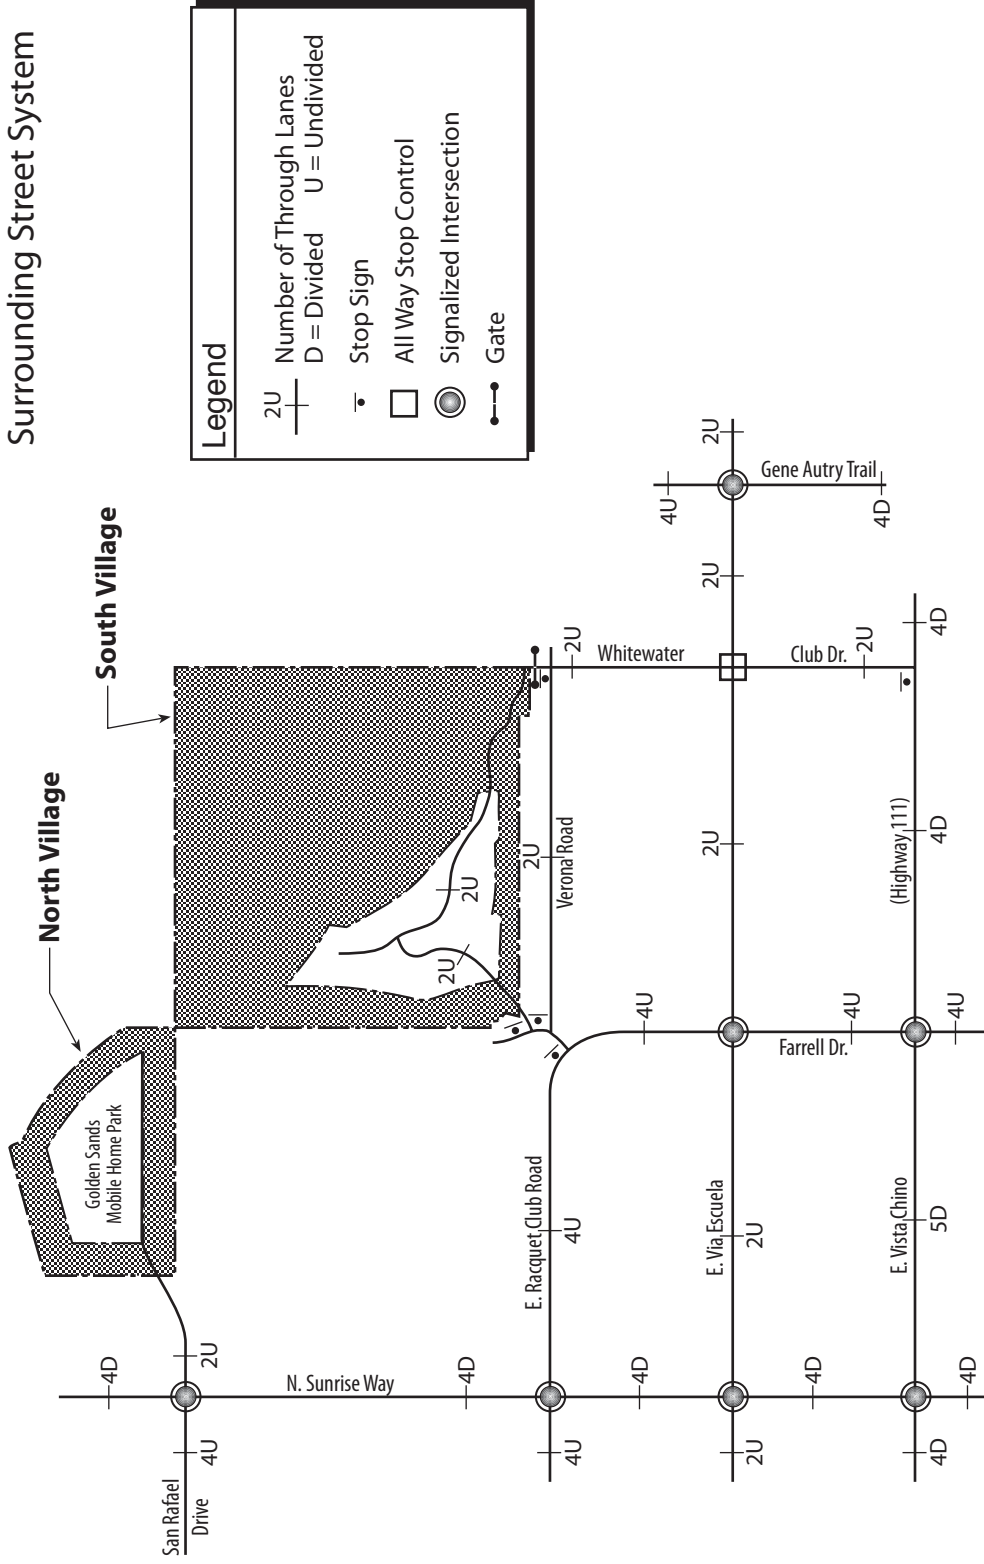 Surrounding Street System
Legend
2U
Number of Through Lanes
D = Divided U = Undivided
Stop Sign
All Way Stop Control
Signalized Intersection
Gate
North Village
South Village
Golden Sands
Mobile Home Park
San Rafael
Drive
4U
2U
4D
N. Sunrise Way
4D
E. Racquet Club Road
4U
4U
4D
E. Via Escuela
2U
2U
4D
E. Vista Chino
4D
5D
4D
Farrell Dr.
4U
4U
4U
Verona Road
2U
2U
2U
2U
(Highway 111)
4D
4D
Whitewater
Club Dr.
2U
2U
2U
2U
Gene Autry Trail
4U
4D